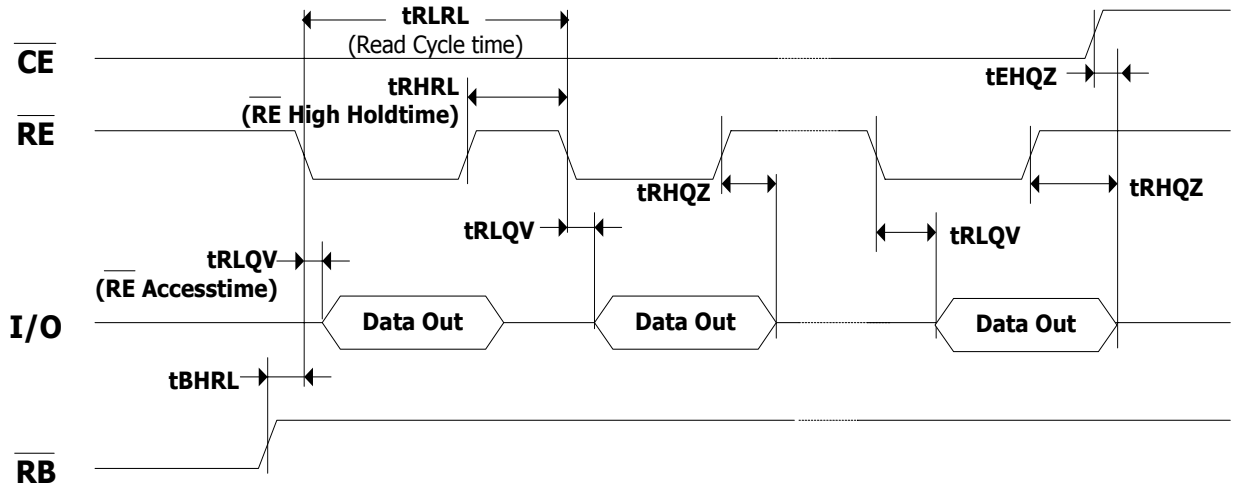 tRLRL
(Read Cycle time)
CE
tEHQZ
tRHRL
(RE High Holdtime)
RE
tRHQZ
tRHQZ
tRLQV
tRLQV
tRLQV
(RE Accesstime)
I/O
Data Out
Data Out
Data Out
tBHRL
RB